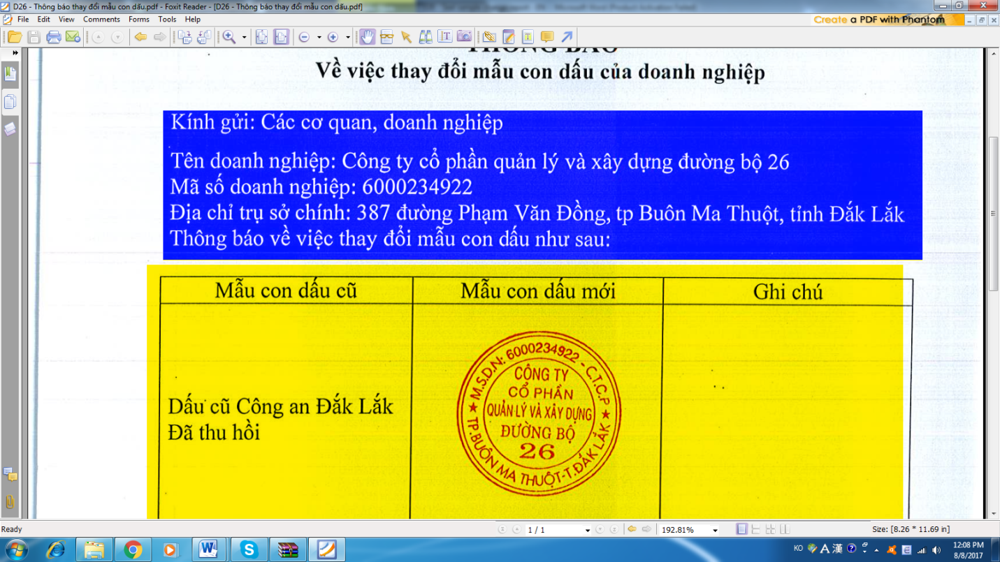 D26 - Thông báo thay đổi mẫu con dấu.pdf - Foxit Reader - [D26 - Thông báo thay đổi mẫu con dấu.pdf]
File Edit View Comments Forms Tools Help
Create a PDF with Phantom
THÔNG BÁO
Về việc thay đổi mẫu con dấu của doanh nghiệp
Kính gửi: Các cơ quan, doanh nghiệp
Tên doanh nghiệp: Công ty cổ phần quản lý và xây dựng đường bộ 26
Mã số doanh nghiệp: 6000234922
Địa chỉ trụ sở chính: 387 đường Phạm Văn Đồng, tp Buôn Ma Thuột, tỉnh Đắk Lắk
Thông báo về việc thay đổi mẫu con dấu như sau:
Mẫu con dấu cũ Mẫu con dấu mới Ghi chú
Dấu cũ Công an Đắk Lắk
Đã thu hồi
M.S.D.N: 6000234922 - C.T.C.P
CÔNG TY
CỔ PHẦN
QUẢN LÝ VÀ XÂY DỰNG
ĐƯỜNG BỘ
26
TP.BUÔN MA THUỘT-T.ĐẮK LẮK
Ready
1 / 1
192.81%
Size: [8.26 * 11.69 in]
KO A 漢
12:08 PM
8/8/2017